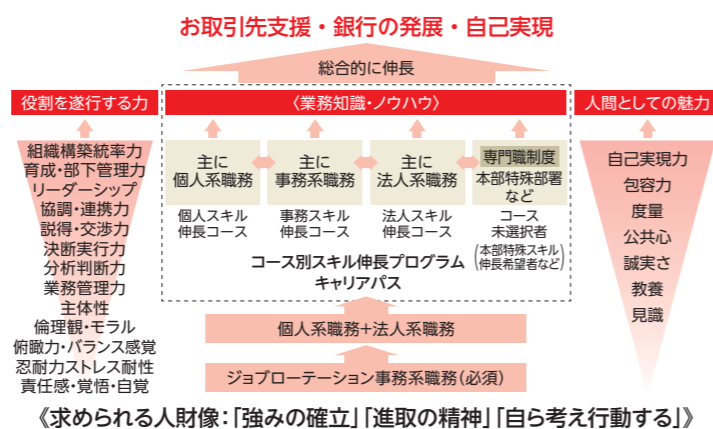 お取引先支援・銀行の発展・自己実現
総合的に伸長
役割を遂行する力
〈業務知識・ノウハウ〉
人間としての魅力
組織構築統率力
育成・部下管理力
リーダーシップ
協調・連携力
説得・交渉力
決断実行力
分析判断力
業務管理力
主体性
倫理観・モラル
俯瞰力・バランス感覚
忍耐力ストレス耐性
責任感・覚悟・自覚
主に
個人系職務
個人スキル
伸長コース
主に
事務系職務
事務スキル
伸長コース
主に
法人系職務
法人スキル
伸長コース
専門職制度
本部特殊部署
など
コース
未選択者
(本部特殊スキル
伸長希望者など)
コース別スキル伸長プログラム
キャリアパス
個人系職務+法人系職務
ジョブローテーション事務系職務(必須)
自己実現力
包容力
度量
公共心
誠実さ
教養
見識
《求められる人財像:「強みの確立」「進取の精神」「自ら考え行動する」》